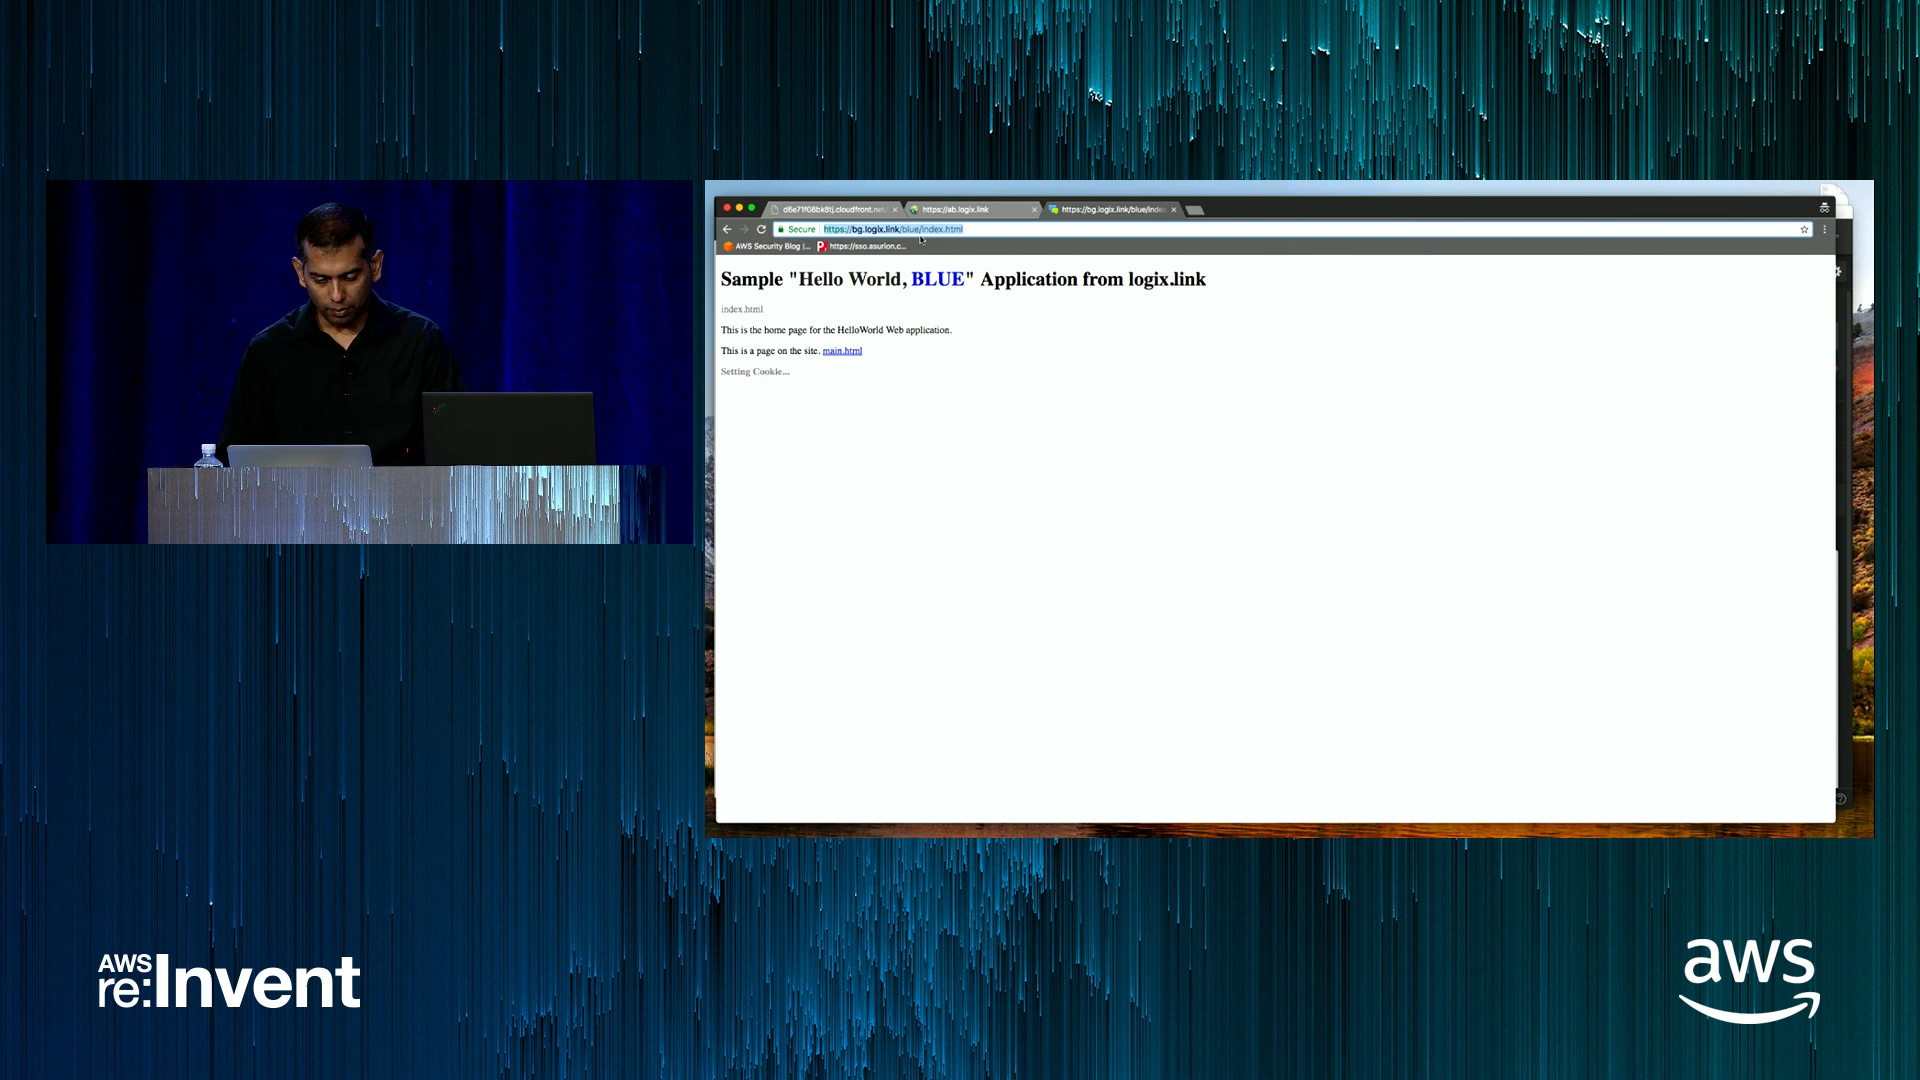 d6e71f08bk8tj.cloudfront.net/
https://ab.logix.link
https://bg.logix.link/blue/inde
Secure
https://bg.logix.link/blue/index.html
AWS Security Blog |...
https://sso.asurion.c...
Sample "Hello World, BLUE" Application from logix.link
index.html
This is the home page for the HelloWorld Web application.
This is a page on the site. main.html
Setting Cookie...
AWS
re:Invent
aws